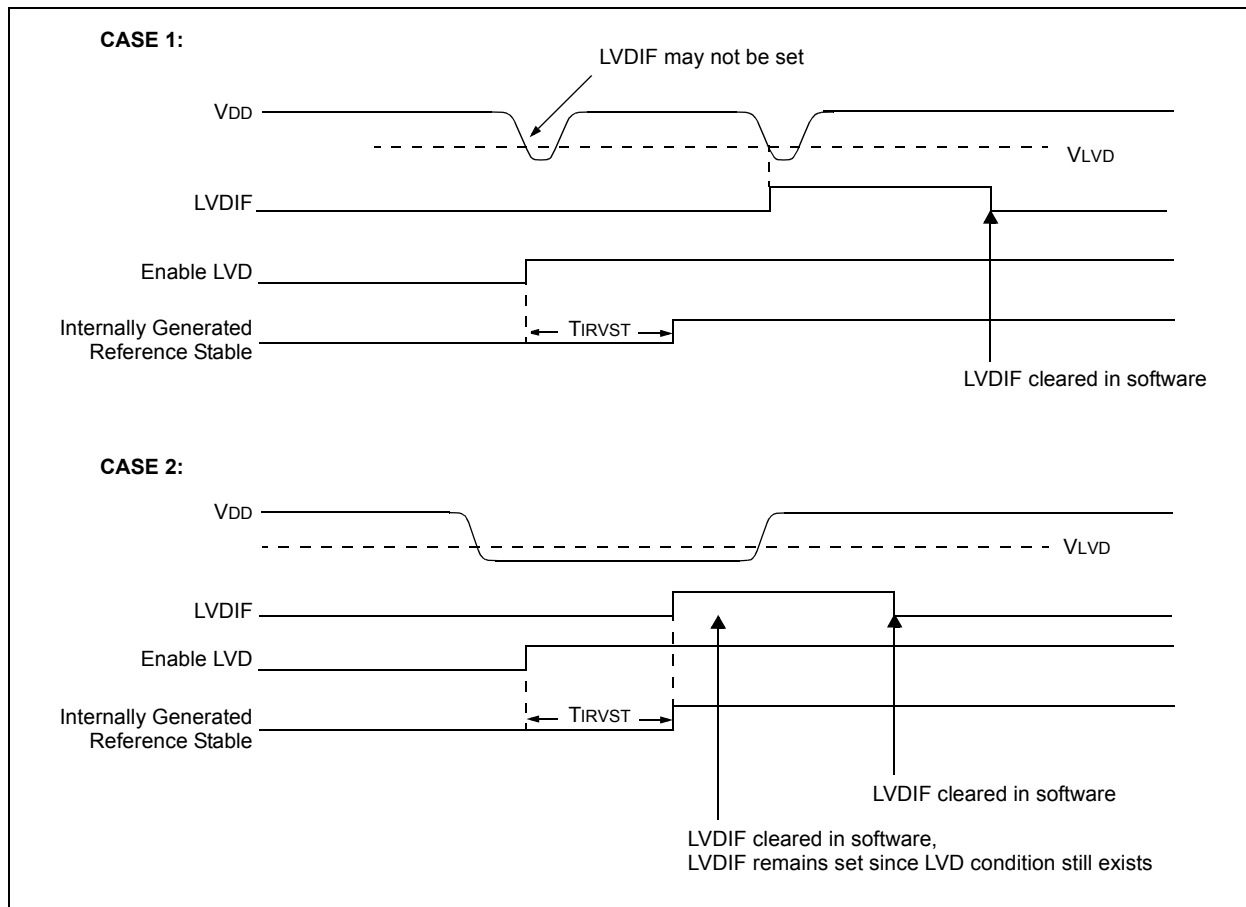 CASE 1:
LVDIF may not be set
VDD
VLVD
LVDIF
Enable LVD
Internally Generated
Reference Stable
TIRVST
LVDIF cleared in software
CASE 2:
VDD
VLVD
LVDIF
Enable LVD
Internally Generated
Reference Stable
TIRVST
LVDIF cleared in software
LVDIF cleared in software,
LVDIF remains set since LVD condition still exists